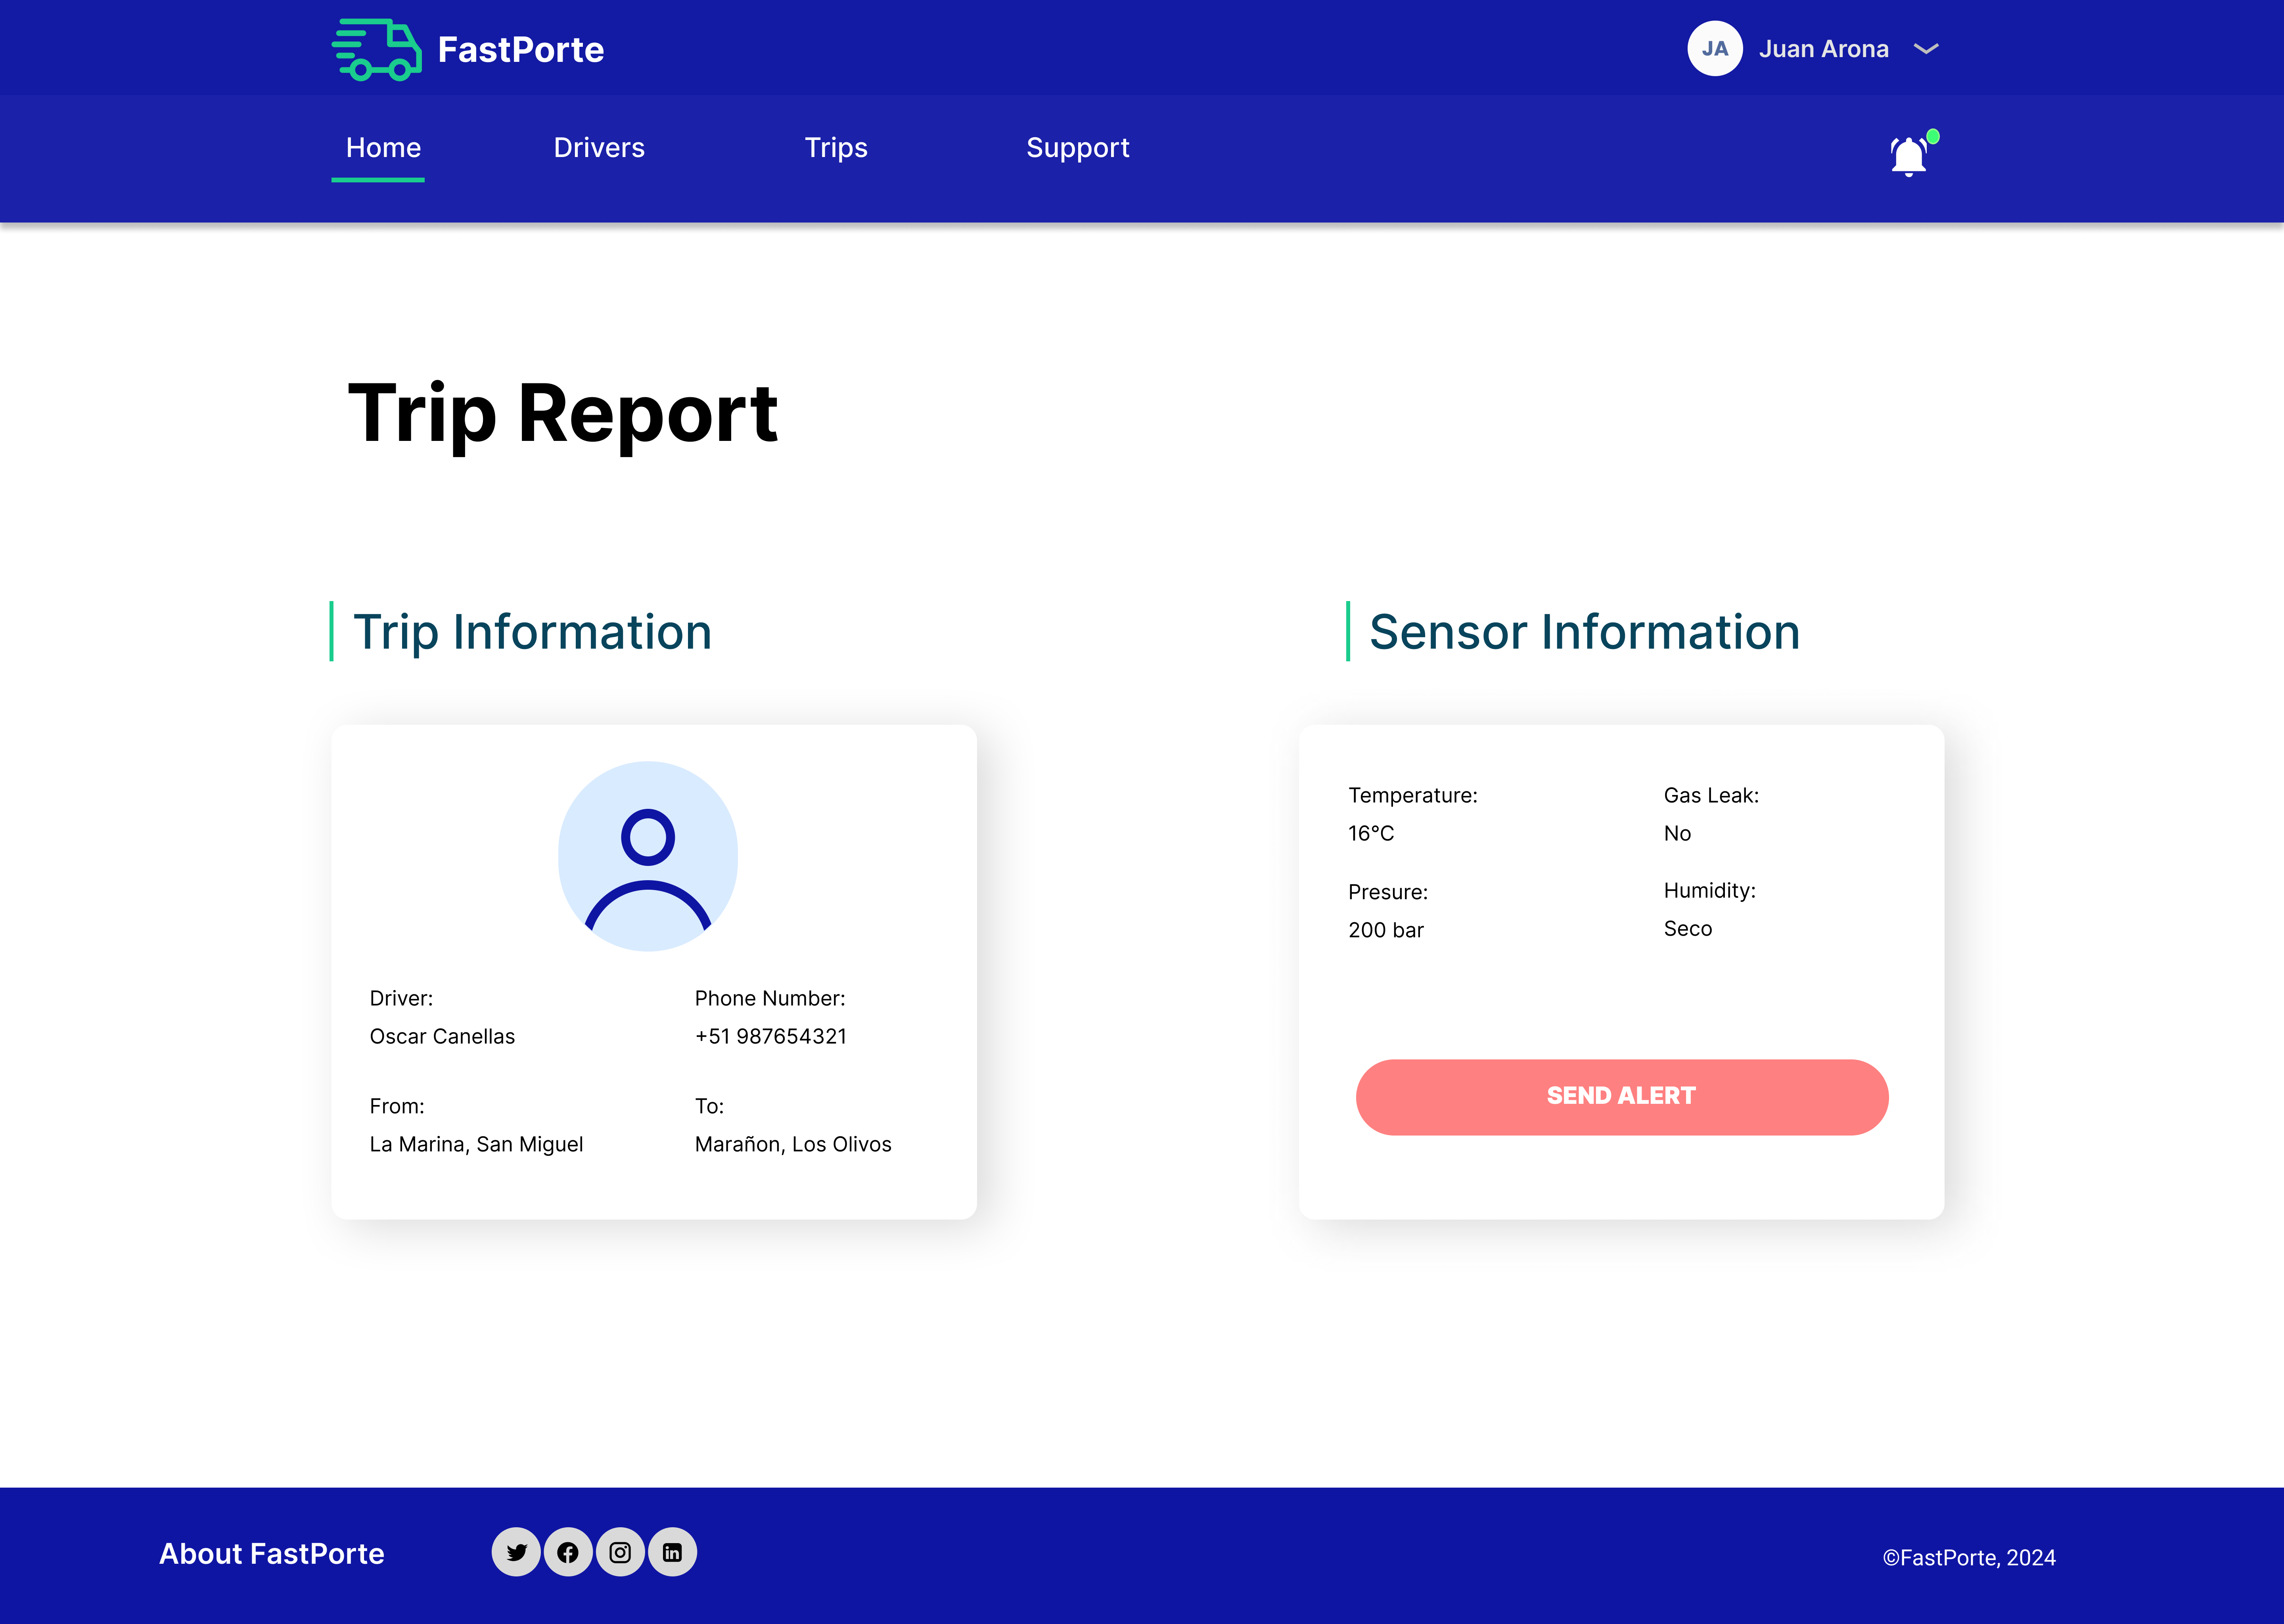 FastPorte
JA Juan Arona
Home Drivers Trips Support
Trip Report
Trip Information
Driver:
Oscar Canellas
Phone Number:
+51 987654321
From:
La Marina, San Miguel
To:
Marañon, Los Olivos
Sensor Information
Temperature:
16°C
Gas Leak:
No
Presure:
200 bar
Humidity:
Seco
SEND ALERT
About FastPorte
©FastPorte, 2024